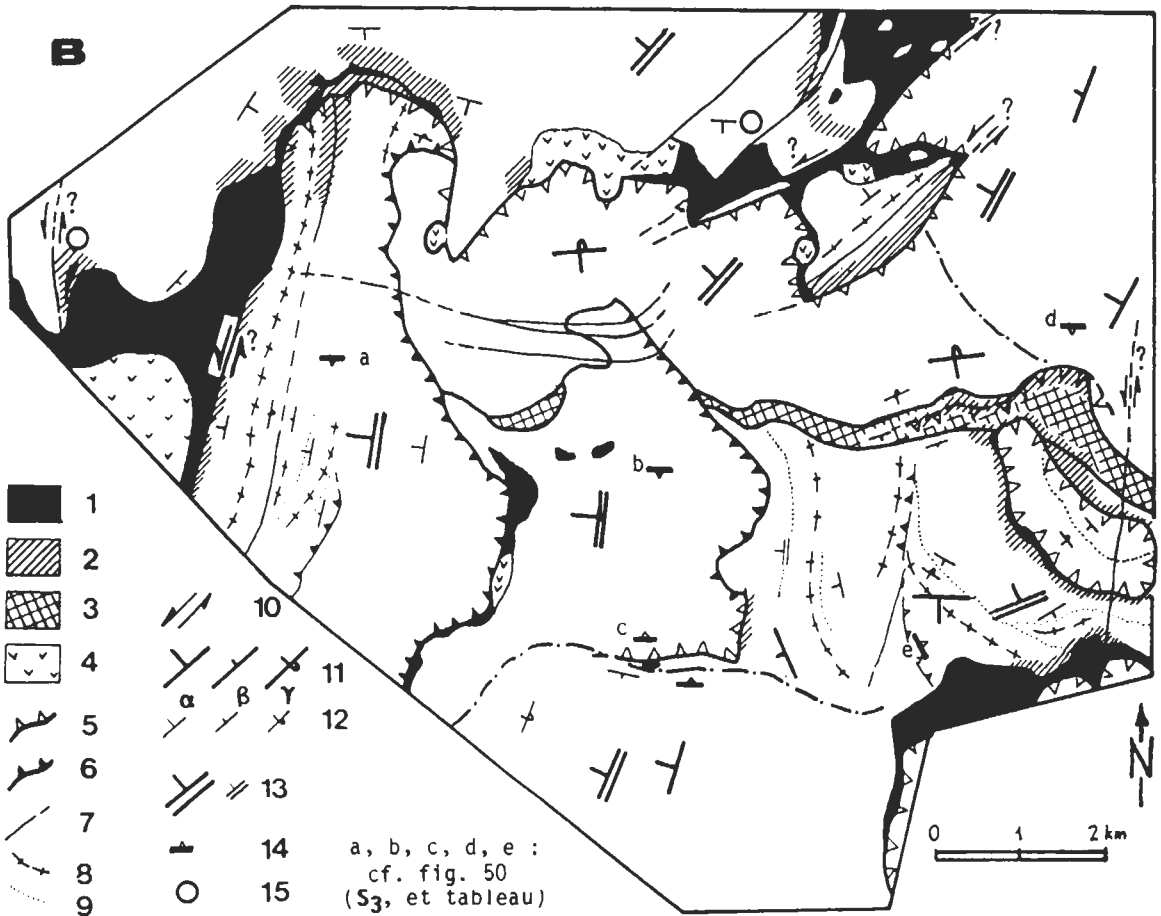 B
?
?
?
?
?
d
?
?
a
b
c
e
1
2
3
4
5
6
7
8
9
10
11
α β γ
12
13
14
15
a, b, c, d, e :
cf. fig. 50
(S3, et tableau)
N
0 1 2 km